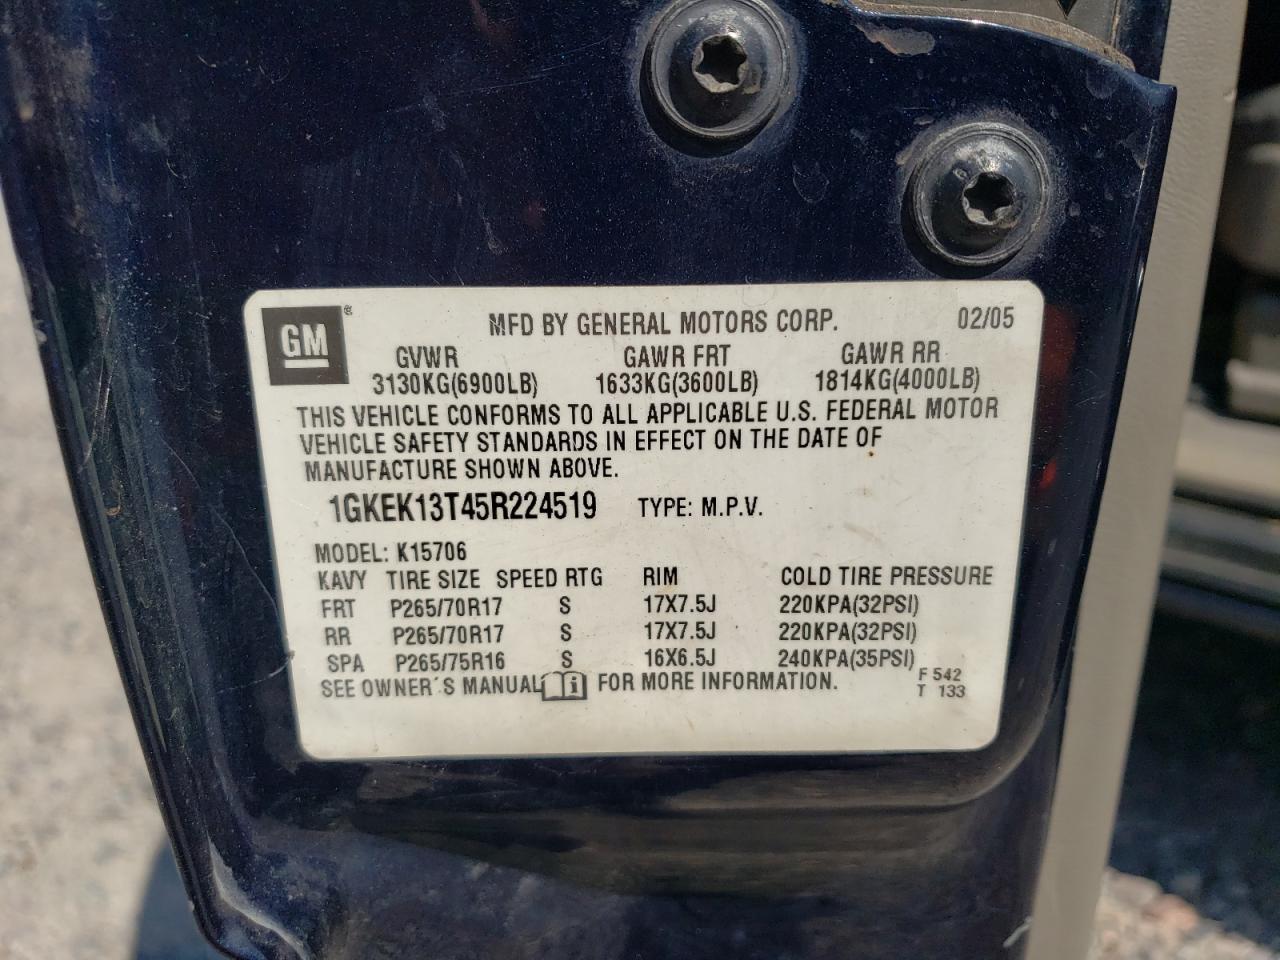 GM ® MFD BY GENERAL MOTORS CORP. 02/05
GVWR GAWR FRT GAWR RR
3130KG(6900LB) 1633KG(3600LB) 1814KG(4000LB)
THIS VEHICLE CONFORMS TO ALL APPLICABLE U.S. FEDERAL MOTOR
VEHICLE SAFETY STANDARDS IN EFFECT ON THE DATE OF
MANUFACTURE SHOWN ABOVE.
1GKEK13T45R224519 TYPE: M.P.V.
MODEL: K15706
KAVY TIRE SIZE SPEED RTG RIM COLD TIRE PRESSURE
FRT P265/70R17 S 17X7.5J 220KPA(32PSI)
RR P265/70R17 S 17X7.5J 220KPA(32PSI)
SPA P265/75R16 S 16X6.5J 240KPA(35PSI)
SEE OWNER'S MANUAL FOR MORE INFORMATION. F 542
T 133